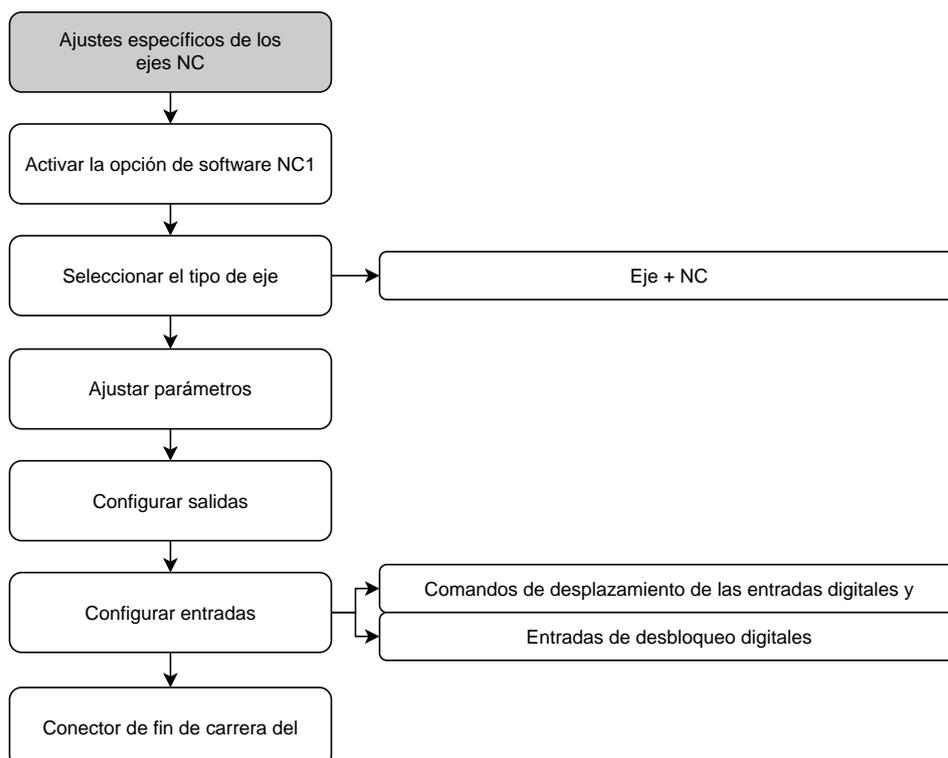 Ajustes específicos de los
ejes NC
Activar la opción de software NC1
Seleccionar el tipo de eje
Eje + NC
Ajustar parámetros
Configurar salidas
Configurar entradas
Comandos de desplazamiento de las entradas digitales y
Entradas de desbloqueo digitales
Conector de fin de carrera del